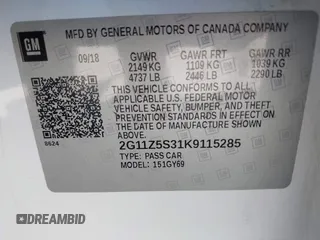 GM
MFD BY GENERAL MOTORS OF CANADA COMPANY
09/18 GVWR GAWR FRT GAWR RR
2149 KG 1109 KG 1039 KG
4737 LB 2446 LB 2290 LB
THIS VEHICLE CONFORMS TO ALL APPLICABLE
U.S. FEDERAL MOTOR VEHICLE SAFETY, BUMPER, AND
THEFT PREVENTION STANDARDS IN EFFECT ON
THE DATE OF MANUFACTURE SHOWN
ABOVE.
2G11Z5S31K9115285
TYPE: PASS CAR
MODEL: 151GY69
S524
DREAMBID